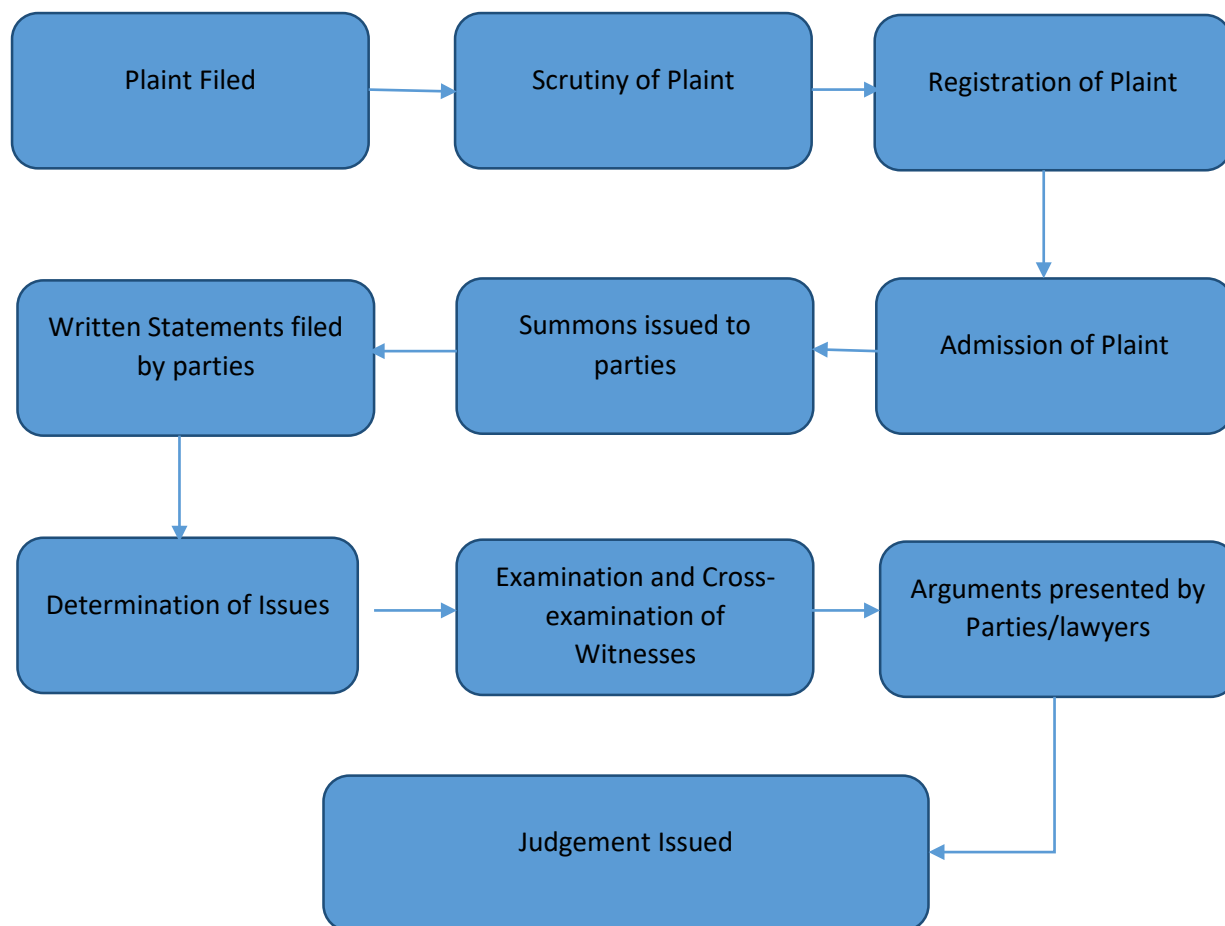 Plaint Filed
Scrutiny of Plaint
Registration of Plaint
Admission of Plaint
Summons issued to
parties
Written Statements filed
by parties
Determination of Issues
Examination and Cross-
examination of
Witnesses
Arguments presented by
Parties/lawyers
Judgement Issued